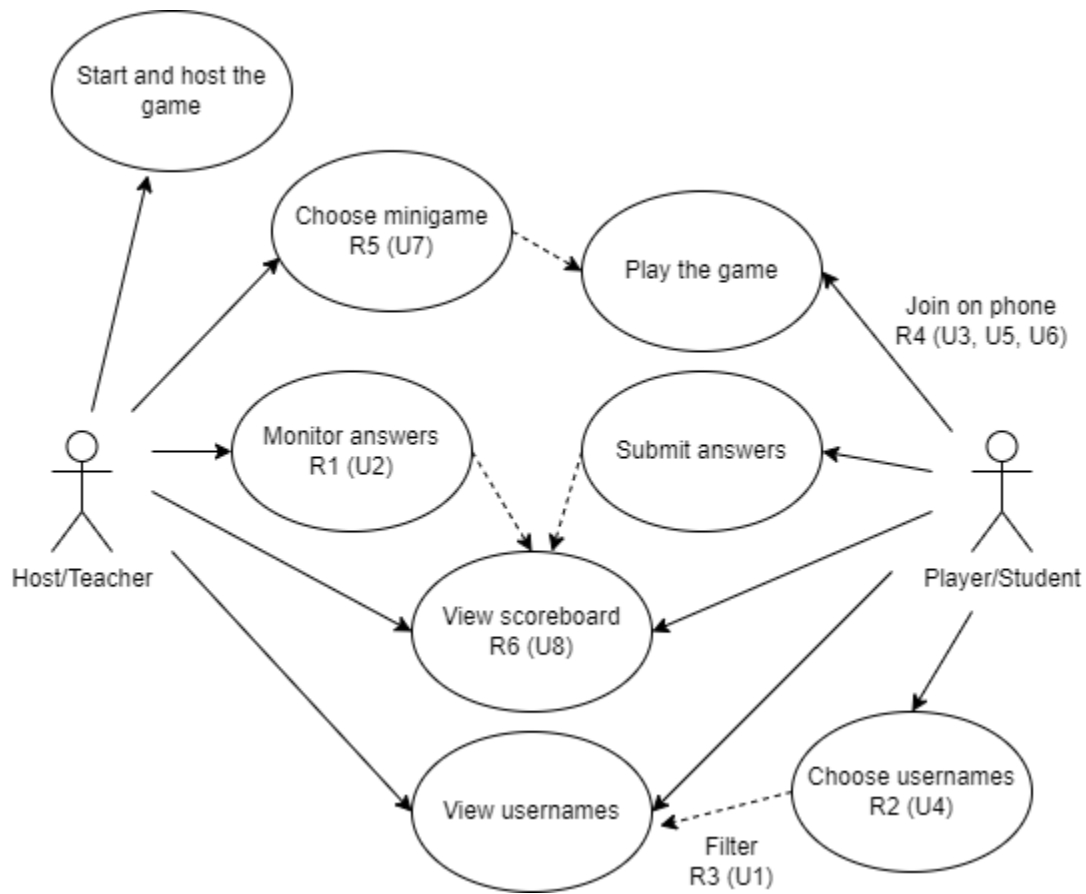 Start and host the
game
Choose minigame
R5 (U7)
Play the game
Join on phone
R4 (U3, U5, U6)
Monitor answers
R1 (U2)
Submit answers
Host/Teacher
Player/Student
View scoreboard
R6 (U8)
View usernames
Choose usernames
R2 (U4)
Filter
R3 (U1)